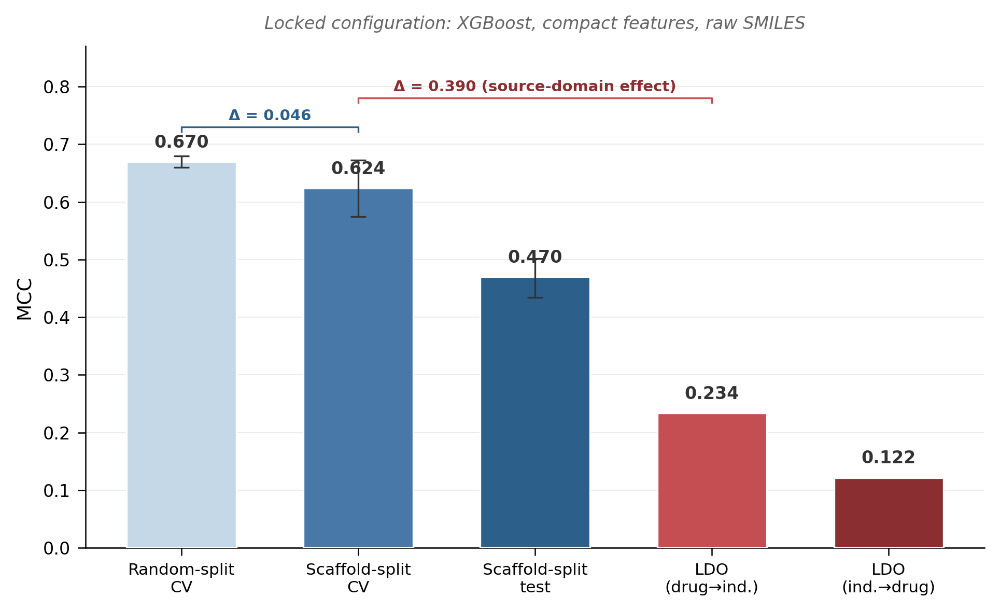 Locked configuration: XGBoost, compact features, raw SMILES
Δ = 0.390 (source-domain effect)
Δ = 0.046
0.670
0.624
0.470
0.234
0.122
MCC
0.8
0.7
0.6
0.5
0.4
0.3
0.2
0.1
0.0
Random-split
CV
Scaffold-split
CV
Scaffold-split
test
LDO
(drug→ind.)
LDO
(ind.→drug)